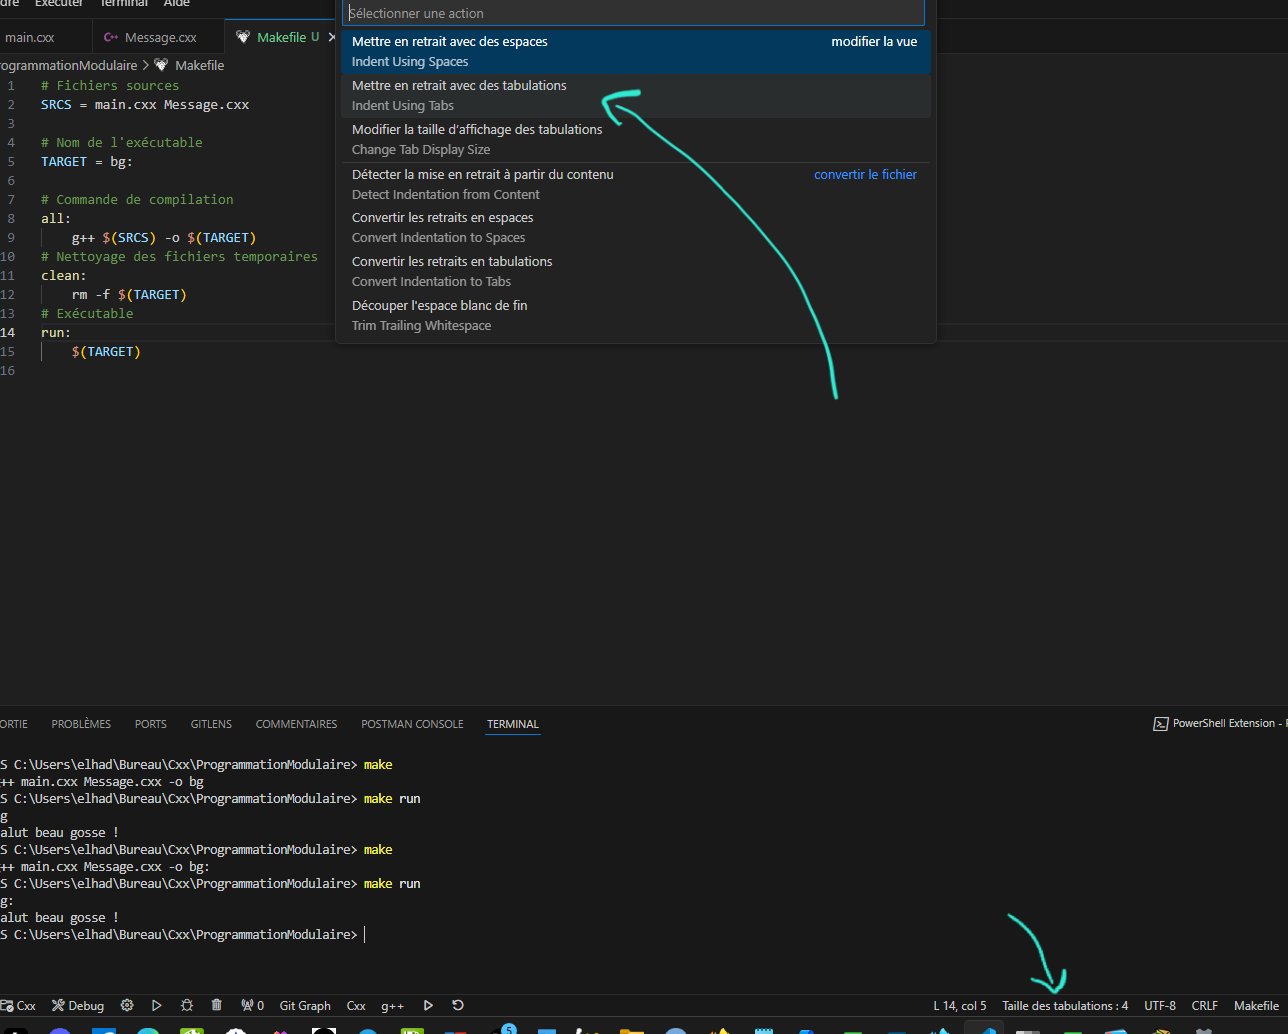 Exécuter Terminal Aide
main.cxx Message.cxx Makefile U
Sélectionner une action
Mettre en retrait avec des espaces modifier la vue
Indent Using Spaces
Mettre en retrait avec des tabulations
Indent Using Tabs
Modifier la taille d'affichage des tabulations
Change Tab Display Size
Détecter la mise en retrait à partir du contenu convertir le fichier
Detect Indentation from Content
Convertir les retraits en espaces
Convert Indentation to Spaces
Convertir les retraits en tabulations
Convert Indentation to Tabs
Découper l'espace blanc de fin
Trim Trailing Whitespace
rogrammationModulaire > Makefile
1 # Fichiers sources
2 SRCS = main.cxx Message.cxx
3
4 # Nom de l'exécutable
5 TARGET = bg:
6
7 # Commande de compilation
8 all:
9 g++ $(SRCS) -o $(TARGET)
10 # Nettoyage des fichiers temporaires
11 clean:
12 rm -f $(TARGET)
13 # Exécutable
14 run:
15 $(TARGET)
16
ORTIE PROBLÈMES PORTS GITLENS COMMENTAIRES POSTMAN CONSOLE TERMINAL
PowerShell Extension -
S C:\Users\elhad\Bureau\Cxx\ProgrammationModulaire> make
++ main.cxx Message.cxx -o bg
S C:\Users\elhad\Bureau\Cxx\ProgrammationModulaire> make run
g
alut beau gosse !
S C:\Users\elhad\Bureau\Cxx\ProgrammationModulaire> make
++ main.cxx Message.cxx -o bg:
S C:\Users\elhad\Bureau\Cxx\ProgrammationModulaire> make run
g:
alut beau gosse !
S C:\Users\elhad\Bureau\Cxx\ProgrammationModulaire>
Cxx Debug 0 Git Graph Cxx g++ L 14, col 5 Taille des tabulations : 4 UTF-8 CRLF Makefile
5